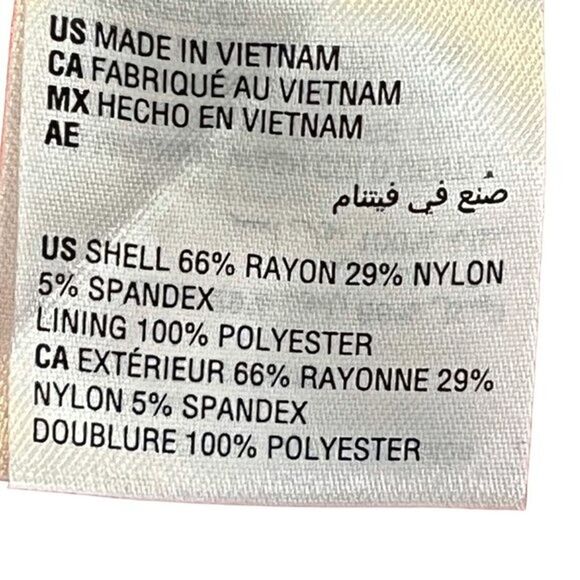 US MADE IN VIETNAM
CA FABRIQUÉ AU VIETNAM
MX HECHO EN VIETNAM
AE
صُنع في فيتنام
US SHELL 66% RAYON 29% NYLON
5% SPANDEX
LINING 100% POLYESTER
CA EXTÉRIEUR 66% RAYONNE 29%
NYLON 5% SPANDEX
DOUBLURE 100% POLYESTER